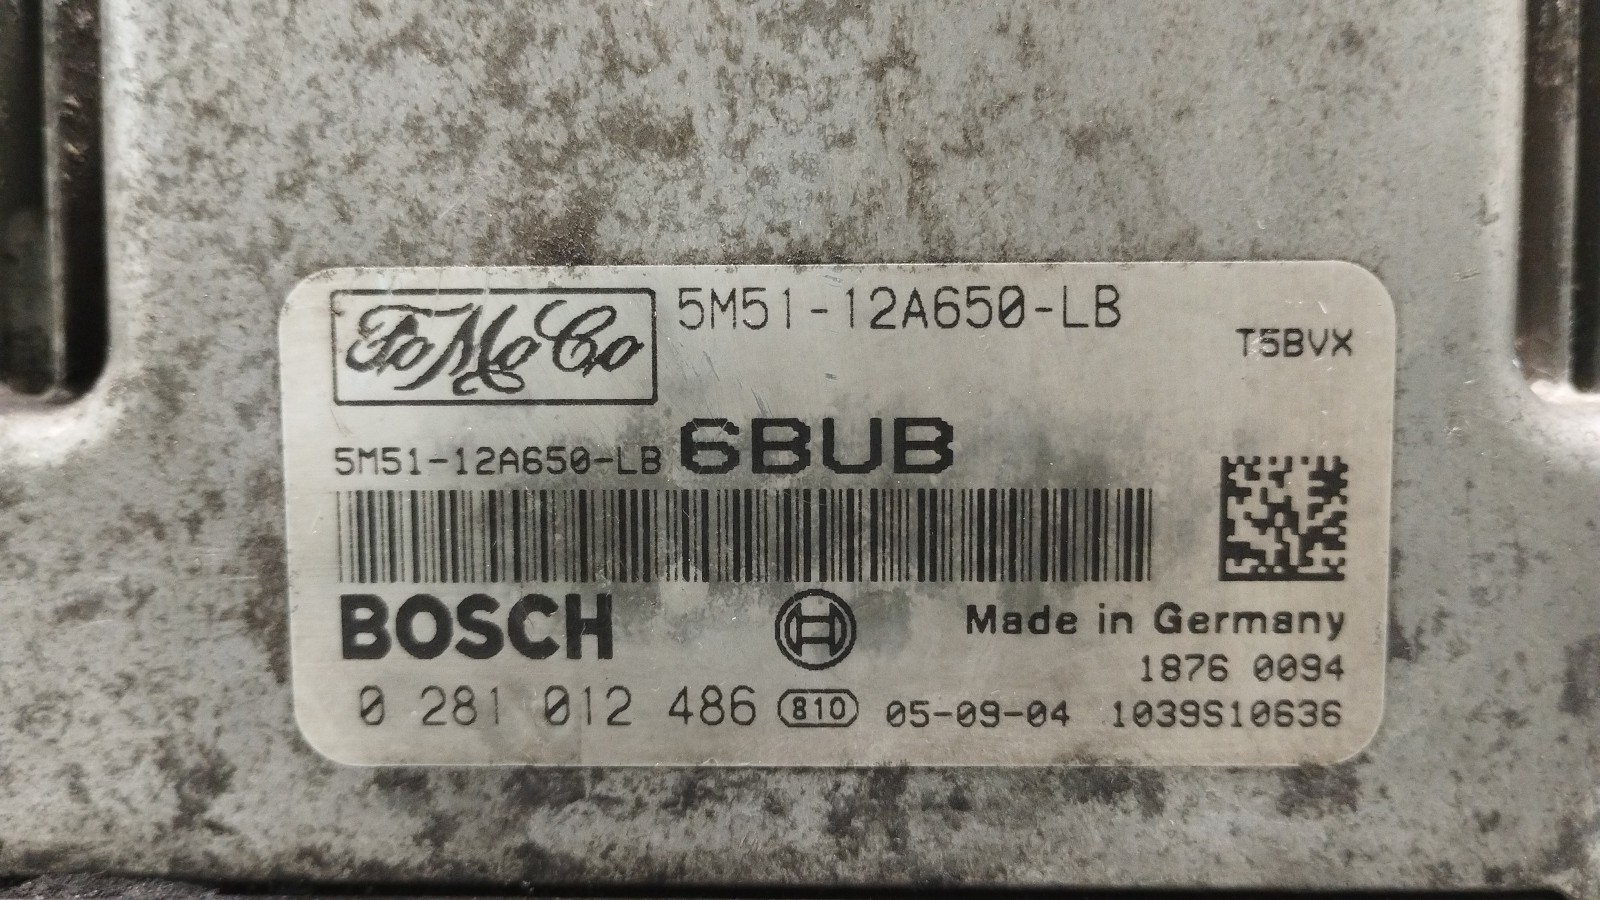 FoMoCo 5M51-12A650-LB
T5BVX
5M51-12A650-LB 6BUB
BOSCH
Made in Germany
1876 0094
0 281 012 486 810 05-09-04 1039S10636